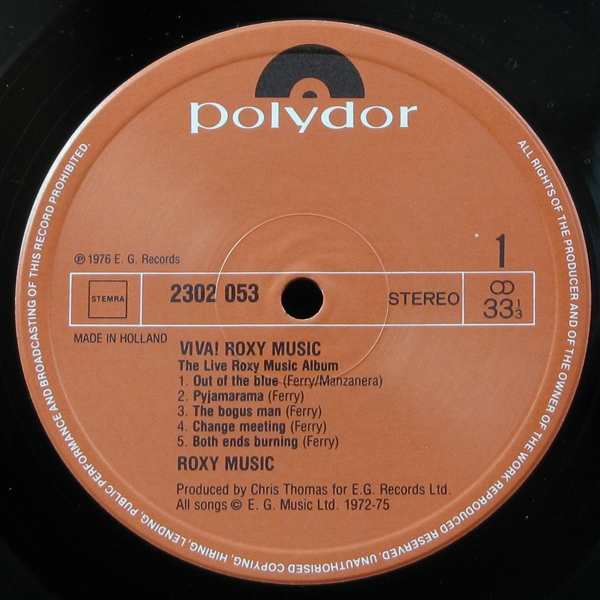 polydor
ALL RIGHTS OF THE PRODUCER AND OF THE OWNER OF THE WORK REPRODUCED RESERVED. UNAUTHORISED COPYING, HIRING, LENDING, PUBLIC PERFORMANCE AND BROADCASTING OF THIS RECORD PROHIBITED.
℗ 1976 E. G. Records
1
STEMRA
2302 053
STEREO
33 1/3
MADE IN HOLLAND
VIVA! ROXY MUSIC
The Live Roxy Music Album
1. Out of the blue (Ferry/Manzanera)
2. Pyjamarama (Ferry)
3. The bogus man (Ferry)
4. Change meeting (Ferry)
5. Both ends burning (Ferry)
ROXY MUSIC
Produced by Chris Thomas for E.G. Records Ltd.
All songs © E. G. Music Ltd. 1972-75